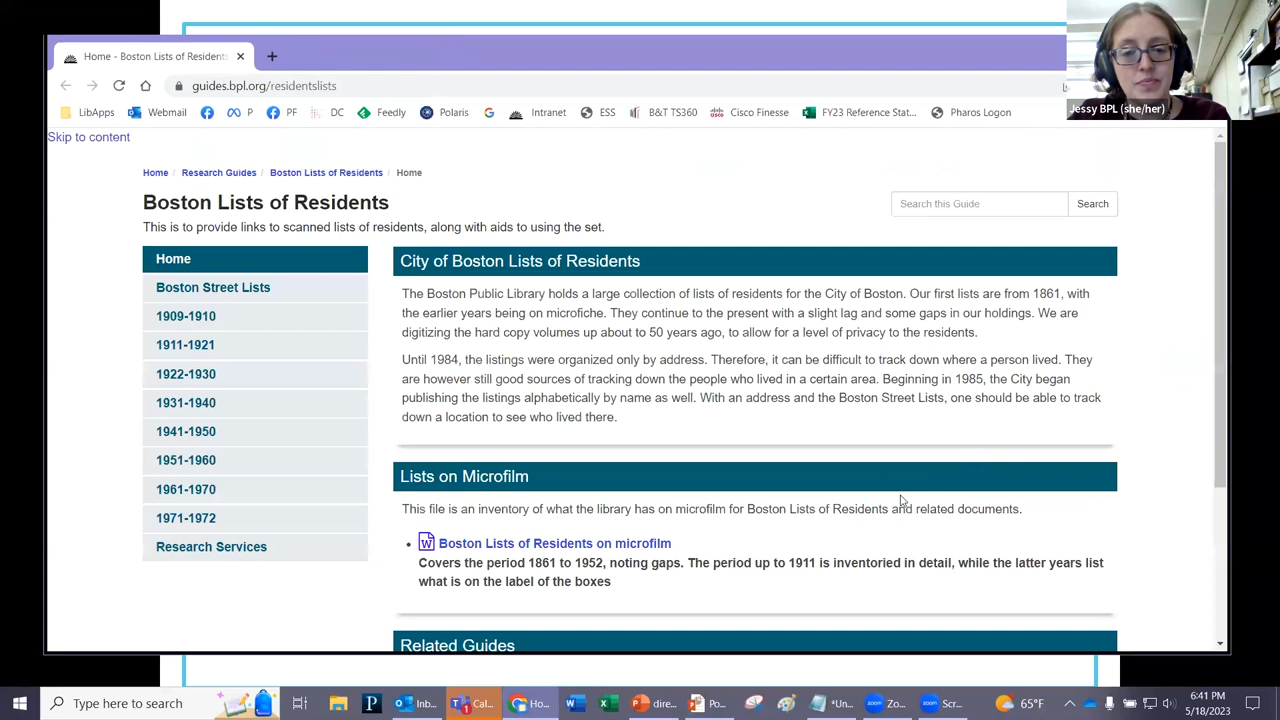 Home - Boston Lists of Residents
guides.bpl.org/residentslists
LibApps Webmail P PF DC Feedly Polaris Intranet ESS B&T TS360 Cisco Finesse FY23 Reference Stat... Pharos Logon
Jessy BPL (she/her)
Skip to content
Home / Research Guides / Boston Lists of Residents / Home
Boston Lists of Residents
Search this Guide Search
This is to provide links to scanned lists of residents, along with aids to using the set.
Home
Boston Street Lists
1909-1910
1911-1921
1922-1930
1931-1940
1941-1950
1951-1960
1961-1970
1971-1972
Research Services
City of Boston Lists of Residents
The Boston Public Library holds a large collection of lists of residents for the City of Boston. Our first lists are from 1861, with
the earlier years being on microfiche. They continue to the present with a slight lag and some gaps in our holdings. We are
digitizing the hard copy volumes up about to 50 years ago, to allow for a level of privacy to the residents.
Until 1984, the listings were organized only by address. Therefore, it can be difficult to track down where a person lived. They
are however still good sources of tracking down the people who lived in a certain area. Beginning in 1985, the City began
publishing the listings alphabetically by name as well. With an address and the Boston Street Lists, one should be able to track
down a location to see who lived there.
Lists on Microfilm
This file is an inventory of what the library has on microfilm for Boston Lists of Residents and related documents.
Boston Lists of Residents on microfilm
Covers the period 1861 to 1952, noting gaps. The period up to 1911 is inventoried in detail, while the latter years list
what is on the label of the boxes
Related Guides
Type here to search
P Inb... Cal... Ho... dire... Po... *Un... Zo... Scr... 65°F
6:41 PM
5/18/2023